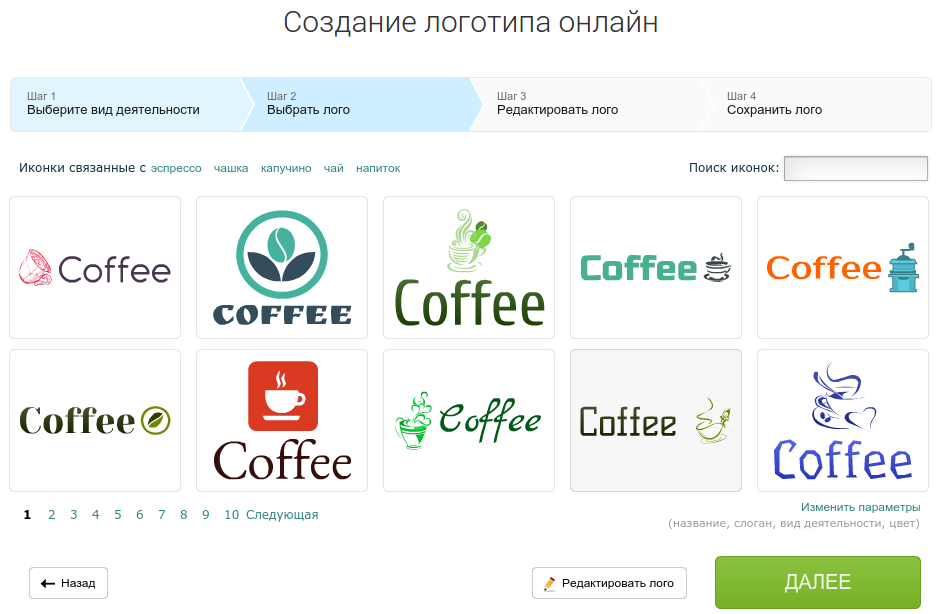 Создание логотипа онлайн
Шаг 1
Выберите вид деятельности
Шаг 2
Выбрать лого
Шаг 3
Редактировать лого
Шаг 4
Сохранить лого
Иконки связанные с эспрессо чашка капучино чай напиток
Поиск иконок:
Coffee
COFFEE
Coffee
Coffee
Coffee
Coffee
Coffee
Coffee
Coffee
Coffee
1 2 3 4 5 6 7 8 9 10 Следующая
Изменить параметры
(название, слоган, вид деятельности, цвет)
Назад
Редактировать лого
ДАЛЕЕ